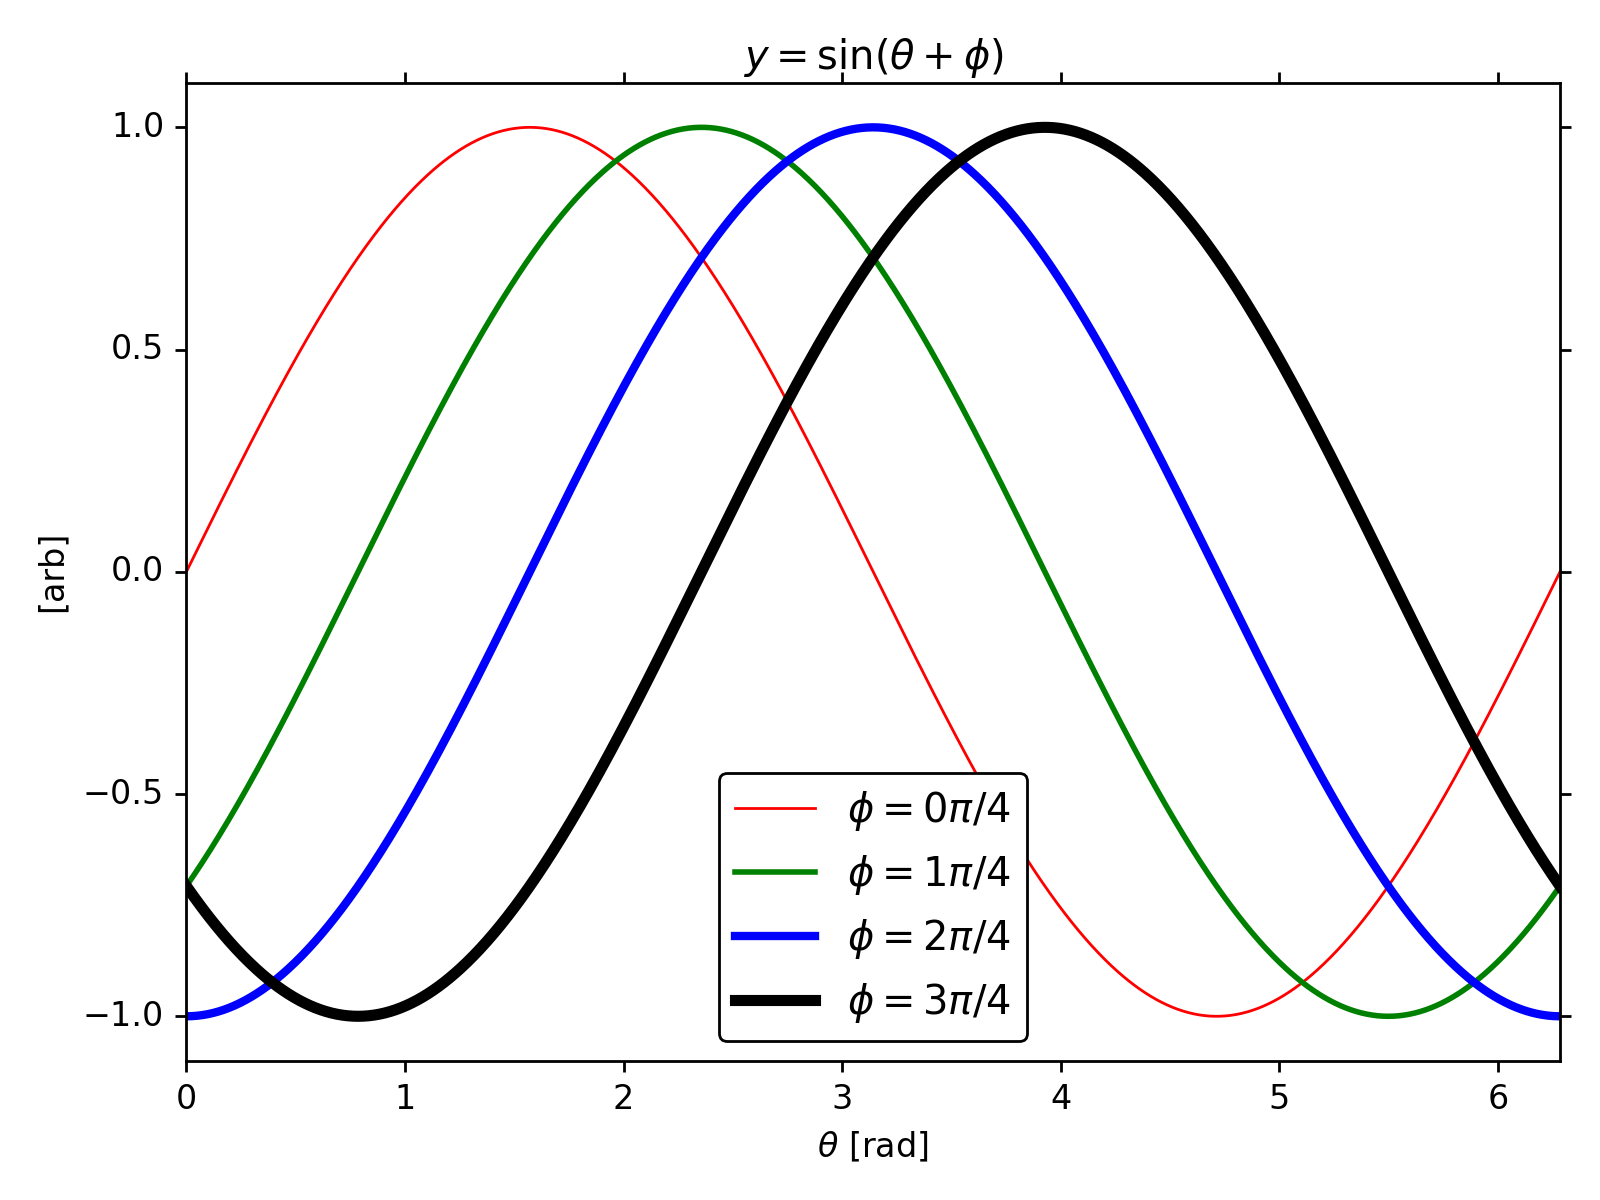 y = sin(θ + ϕ)
1.0
0.5
0.0
−0.5
−1.0
[arb]
ϕ = 0π/4
ϕ = 1π/4
ϕ = 2π/4
ϕ = 3π/4
0 1 2 3 4 5 6
θ [rad]